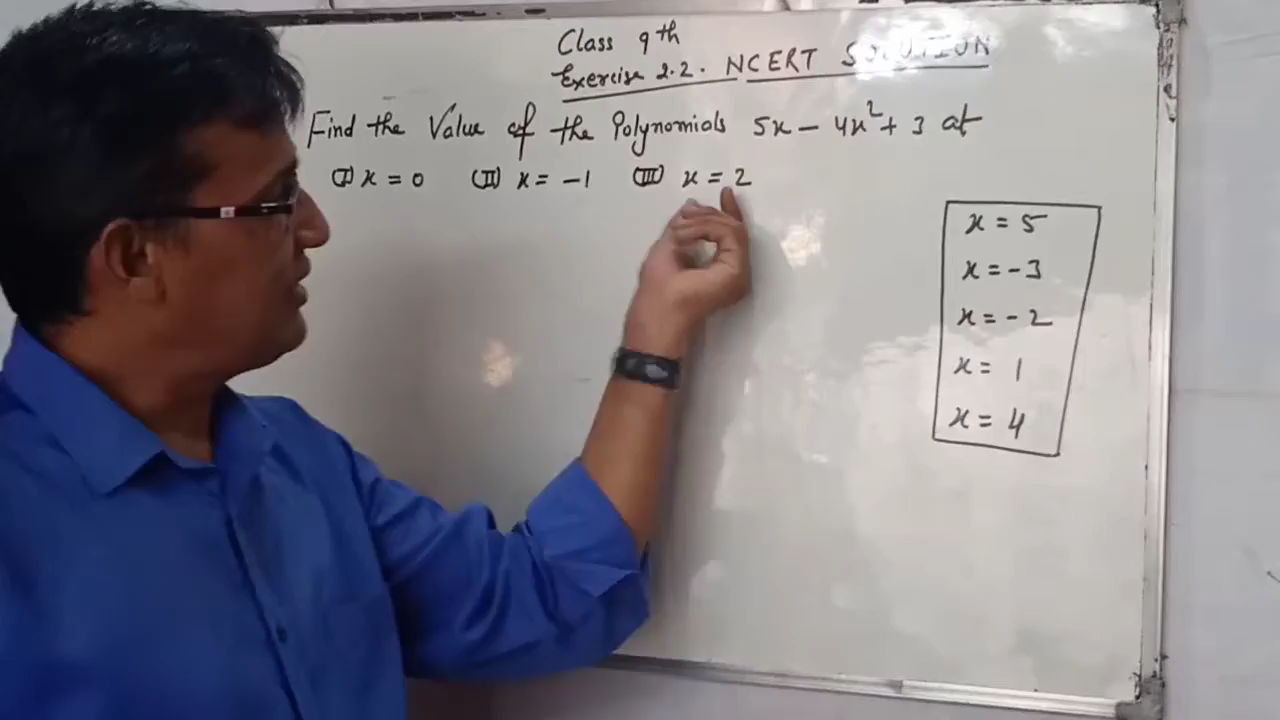 Class 9th
Exercise 2.2. NCERT SOLUTION
Find the Value of the Polynomials 5x - 4x² + 3 at
(I) x = 0 (II) x = -1 (III) x = 2
x = 5
x = -3
x = -2
x = 1
x = 4